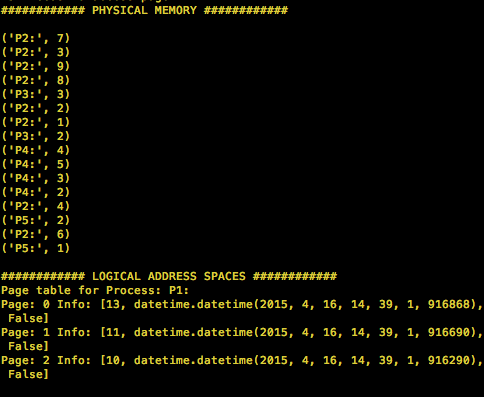 ############ PHYSICAL MEMORY ############
('P2:', 7)
('P2:', 3)
('P2:', 9)
('P2:', 8)
('P3:', 3)
('P2:', 2)
('P2:', 1)
('P3:', 2)
('P4:', 4)
('P4:', 5)
('P4:', 3)
('P4:', 2)
('P2:', 4)
('P5:', 2)
('P2:', 6)
('P5:', 1)
############ LOGICAL ADDRESS SPACES ############
Page table for Process: P1:
Page: 0 Info: [13, datetime.datetime(2015, 4, 16, 14, 39, 1, 916868),
False]
Page: 1 Info: [11, datetime.datetime(2015, 4, 16, 14, 39, 1, 916690),
False]
Page: 2 Info: [10, datetime.datetime(2015, 4, 16, 14, 39, 1, 916290),
False]